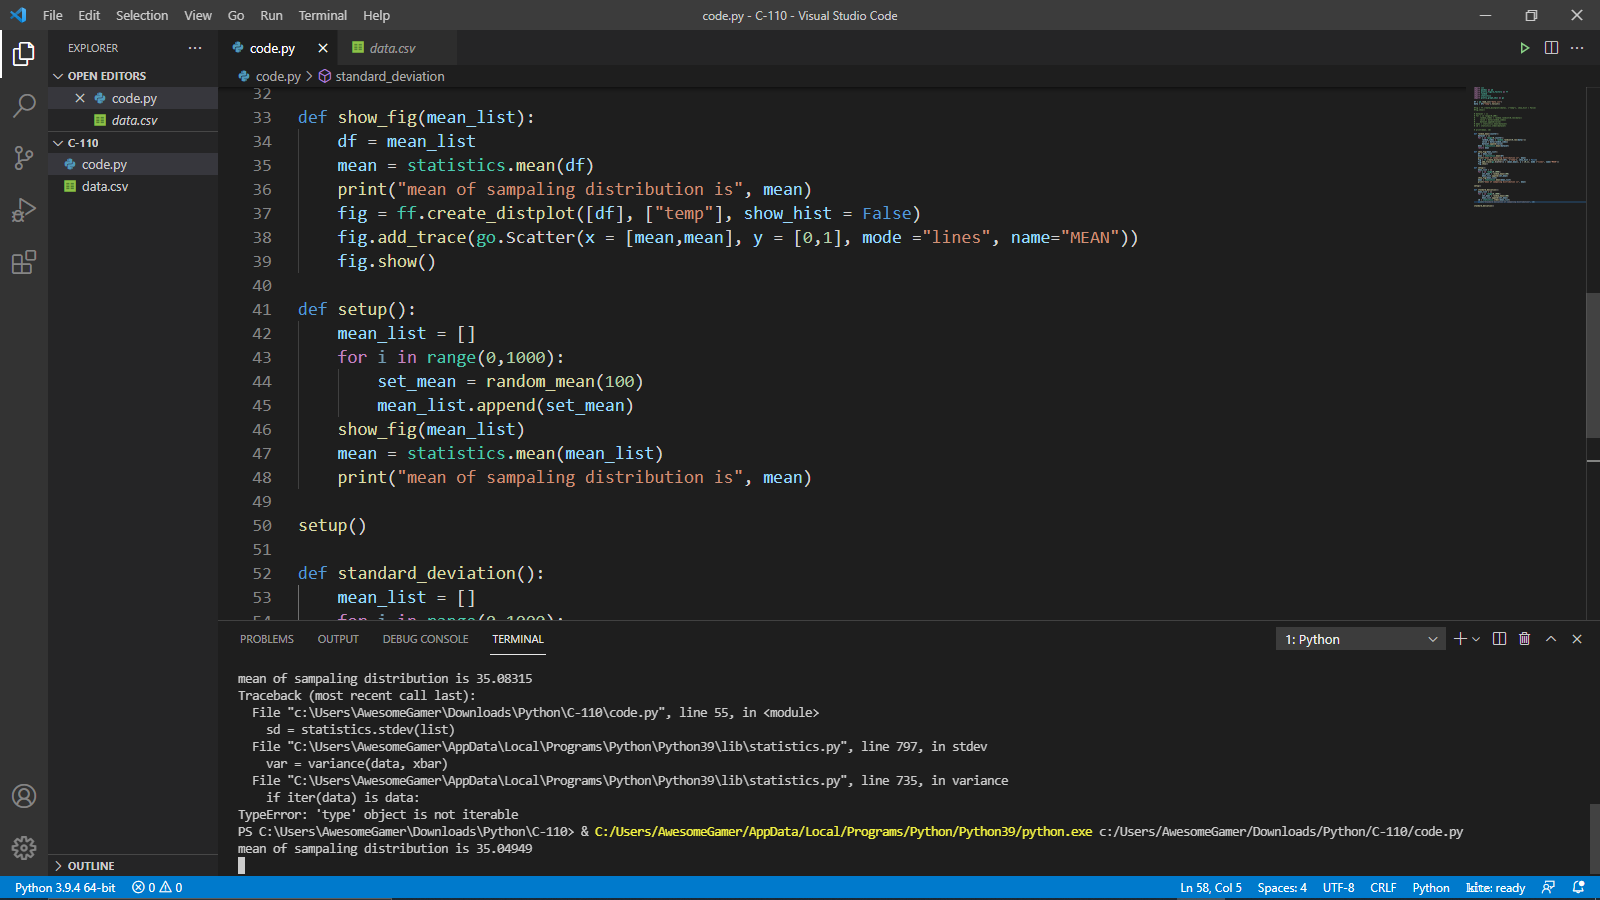 File Edit Selection View Go Run Terminal Help
code.py - C-110 - Visual Studio Code
EXPLORER
OPEN EDITORS
code.py
data.csv
C-110
code.py
data.csv
OUTLINE
code.py
data.csv
code.py > standard_deviation
32
33 def show_fig(mean_list):
34 df = mean_list
35 mean = statistics.mean(df)
36 print("mean of sampaling distribution is", mean)
37 fig = ff.create_distplot([df], ["temp"], show_hist = False)
38 fig.add_trace(go.Scatter(x = [mean,mean], y = [0,1], mode ="lines", name="MEAN"))
39 fig.show()
40
41 def setup():
42 mean_list = []
43 for i in range(0,1000):
44 set_mean = random_mean(100)
45 mean_list.append(set_mean)
46 show_fig(mean_list)
47 mean = statistics.mean(mean_list)
48 print("mean of sampaling distribution is", mean)
49
50 setup()
51
52 def standard_deviation():
53 mean_list = []
54 for i in range(0,1000):
PROBLEMS OUTPUT DEBUG CONSOLE TERMINAL
1: Python
mean of sampaling distribution is 35.08315
Traceback (most recent call last):
File "c:\Users\AwesomeGamer\Downloads\Python\C-110\code.py", line 55, in <module>
sd = statistics.stdev(list)
File "C:\Users\AwesomeGamer\AppData\Local\Programs\Python\Python39\lib\statistics.py", line 797, in stdev
var = variance(data, xbar)
File "C:\Users\AwesomeGamer\AppData\Local\Programs\Python\Python39\lib\statistics.py", line 735, in variance
if iter(data) is data:
TypeError: 'type' object is not iterable
PS C:\Users\AwesomeGamer\Downloads\Python\C-110> & C:/Users/AwesomeGamer/AppData/Local/Programs/Python/Python39/python.exe c:/Users/AwesomeGamer/Downloads/Python/C-110/code.py
mean of sampaling distribution is 35.04949
Python 3.9.4 64-bit 0 0
Ln 58, Col 5 Spaces: 4 UTF-8 CRLF Python kite: ready